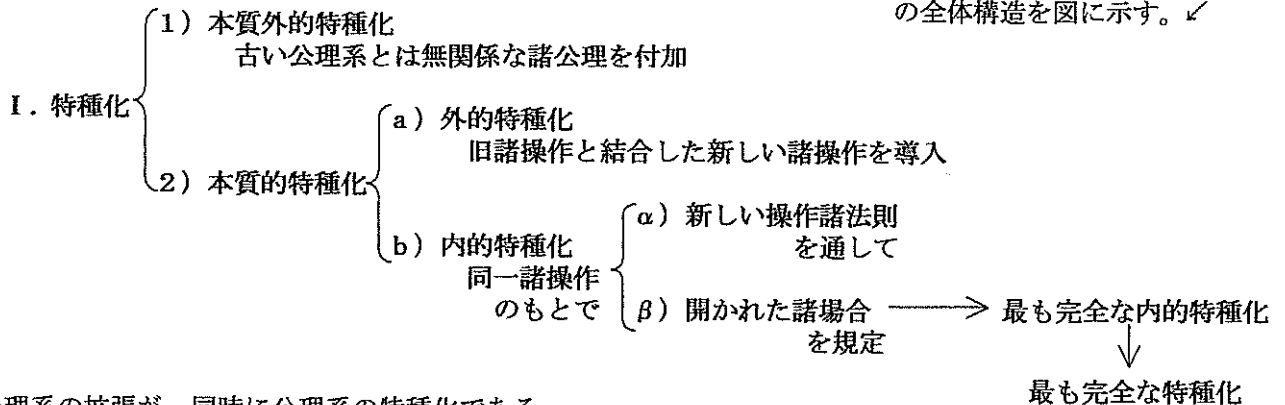 の全体構造を図に示す。↙
1）本質外的特種化
古い公理系とは無関係な諸公理を付加
I．特種化
a）外的特種化
旧諸操作と結合した新しい諸操作を導入
2）本質的特種化
α）新しい操作諸法則
を通して
b）内的特種化
同一諸操作
のもとで
β）開かれた諸場合
を規定
最も完全な内的特種化
最も完全な特種化
理系の拡張が、同時に公理系の特種化である